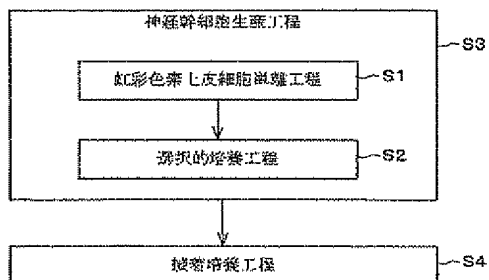 神経幹細胞生産工程
S3
虹彩色素上皮細胞単離工程
S1
選択的培養工程
S2
接着培養工程
S4